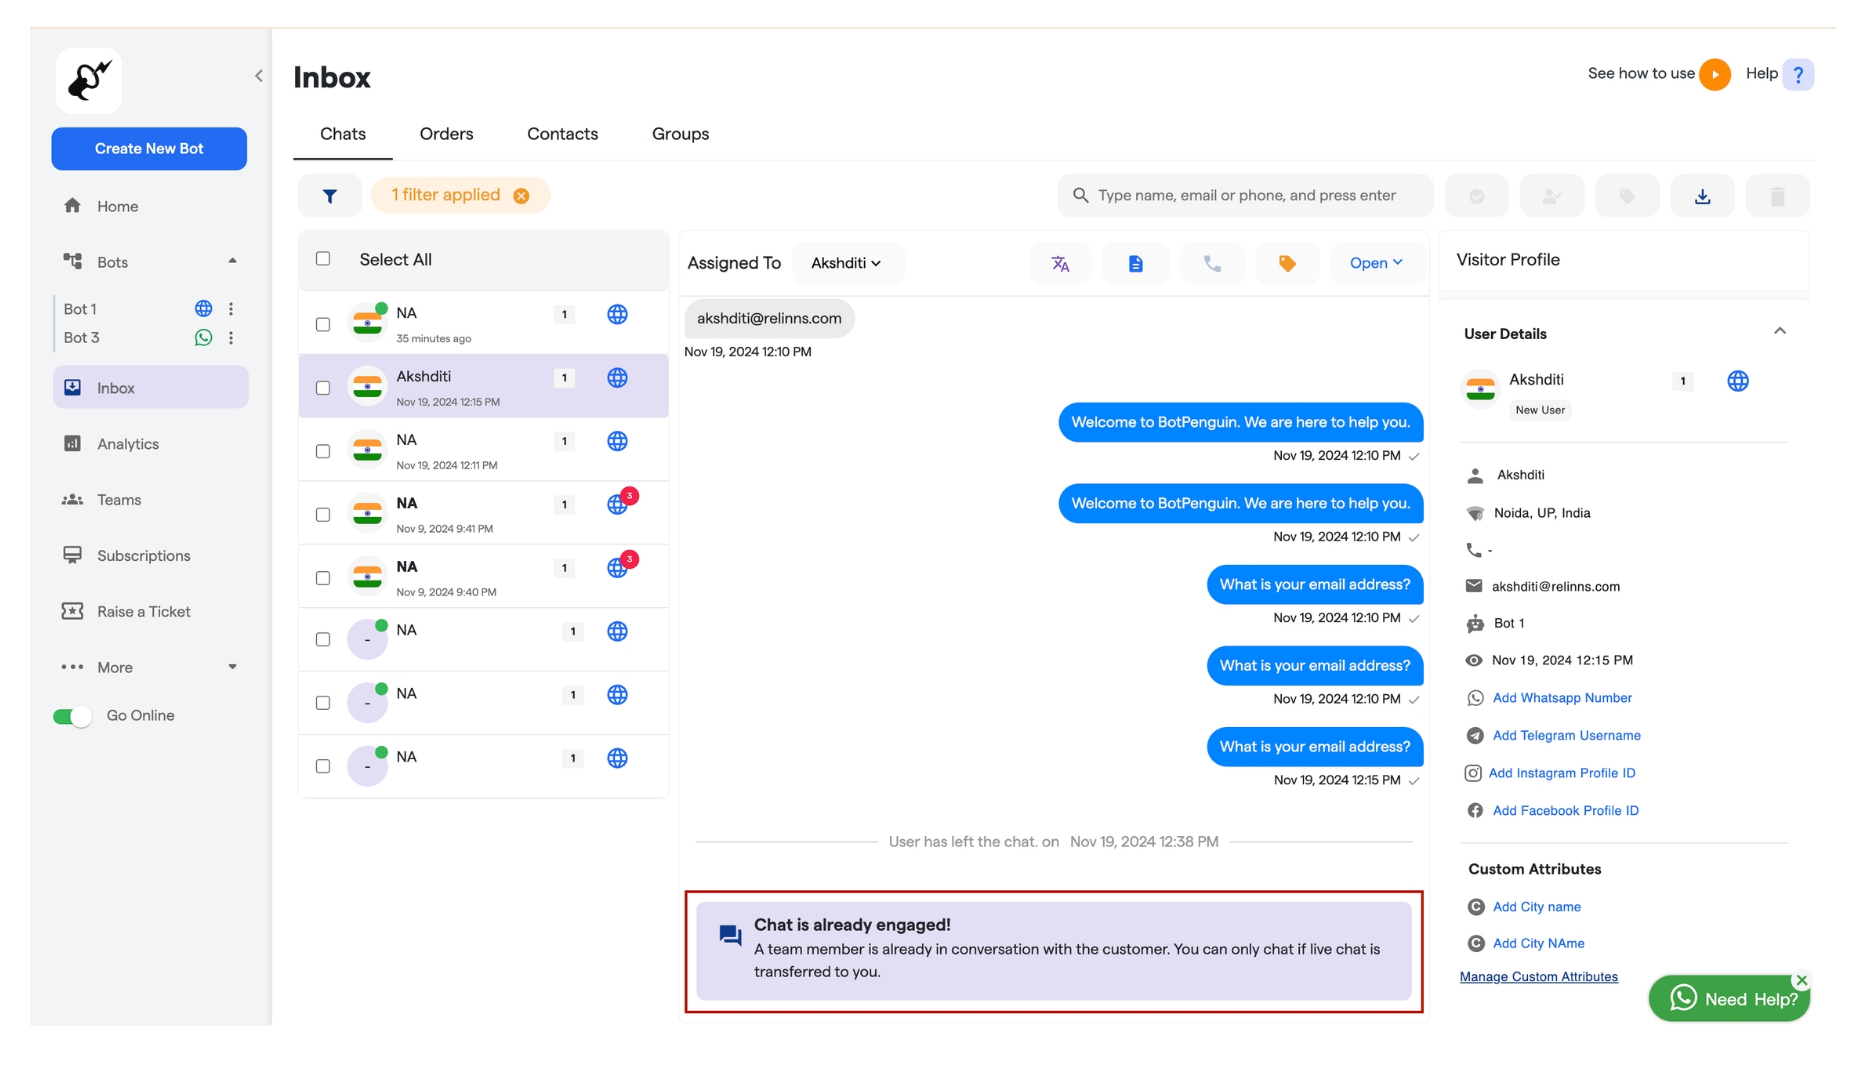 Create New Bot
Home
Bots
Bot 1
Bot 3
Inbox
Analytics
Teams
Subscriptions
Raise a Ticket
More
Go Online
Inbox
See how to use
Help ?
Chats Orders Contacts Groups
1 filter applied
Type name, email or phone, and press enter
Select All
NA 1
35 minutes ago
Akshditi 1
Nov 19, 2024 12:15 PM
NA 1
Nov 19, 2024 12:11 PM
NA 1 3
Nov 9, 2024 9:41 PM
NA 1 3
Nov 9, 2024 9:40 PM
- NA 1
- NA 1
- NA 1
Assigned To Akshditi
Open
akshditi@relinns.com
Nov 19, 2024 12:10 PM
Welcome to BotPenguin. We are here to help you.
Nov 19, 2024 12:10 PM
Welcome to BotPenguin. We are here to help you.
Nov 19, 2024 12:10 PM
What is your email address?
Nov 19, 2024 12:10 PM
What is your email address?
Nov 19, 2024 12:10 PM
What is your email address?
Nov 19, 2024 12:15 PM
User has left the chat. on Nov 19, 2024 12:38 PM
Chat is already engaged!
A team member is already in conversation with the customer. You can only chat if live chat is
transferred to you.
Visitor Profile
User Details
Akshditi 1
New User
Akshditi
Noida, UP, India
-
akshditi@relinns.com
Bot 1
Nov 19, 2024 12:15 PM
Add Whatsapp Number
Add Telegram Username
Add Instagram Profile ID
Add Facebook Profile ID
Custom Attributes
C Add City name
C Add City NAme
Manage Custom Attributes
Need Help?